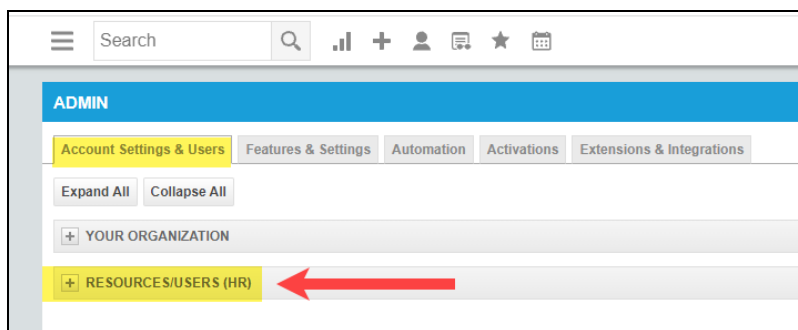 Search
ADMIN
Account Settings & Users Features & Settings Automation Activations Extensions & Integrations
Expand All Collapse All
YOUR ORGANIZATION
RESOURCES/USERS (HR)